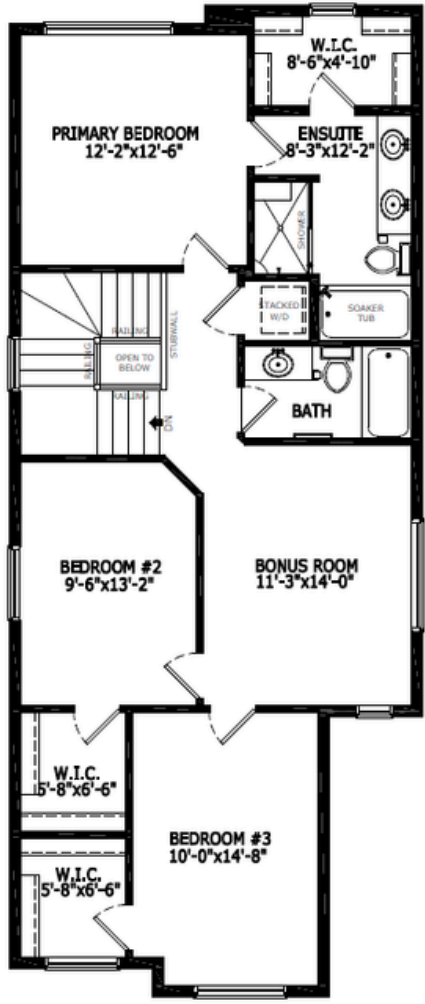 W.I.C.
8'-6"x4'-10"
PRIMARY BEDROOM
12'-2"x12'-6"
ENSUITE
8'-3"x12'-2"
SHOWER
STACKED
W/D
SOAKER
TUB
RAILING
STUBWALL
RAILING
OPEN TO
BELOW
RAILING
DN
BATH
BEDROOM #2
9'-6"x13'-2"
BONUS ROOM
11'-3"x14'-0"
W.I.C.
5'-8"x6'-6"
BEDROOM #3
10'-0"x14'-8"
W.I.C.
5'-8"x6'-6"